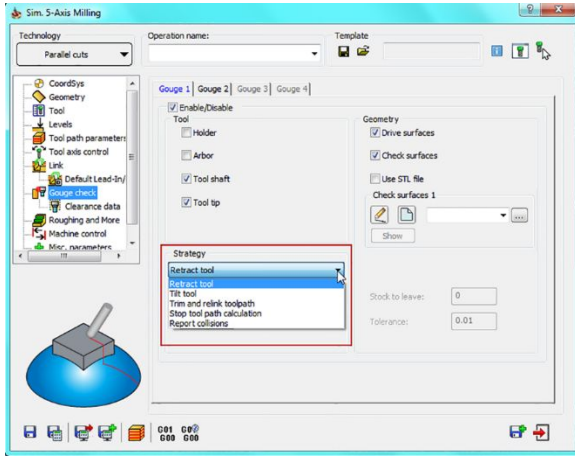 Sim. 5-Axis Milling
Technology
Operation name:
Template
Parallel cuts
CoordSys
Geometry
Tool
Levels
Tool path parameters
Tool axis control
Link
Default Lead-In/
Gouge check
Clearance data
Roughing and More
Machine control
Misc. parameters
Gouge 1 Gouge 2 Gouge 3 Gouge 4
Enable/Disable
Tool
Holder
Arbor
Tool shaft
Tool tip
Geometry
Drive surfaces
Check surfaces
Use STL file
Check surfaces 1
...
Show
Strategy
Retract tool
Retract tool
Tilt tool
Trim and relink toolpath
Stop tool path calculation
Report collisions
Stock to leave: 0
Tolerance: 0.01
G01 G0
G00 G00